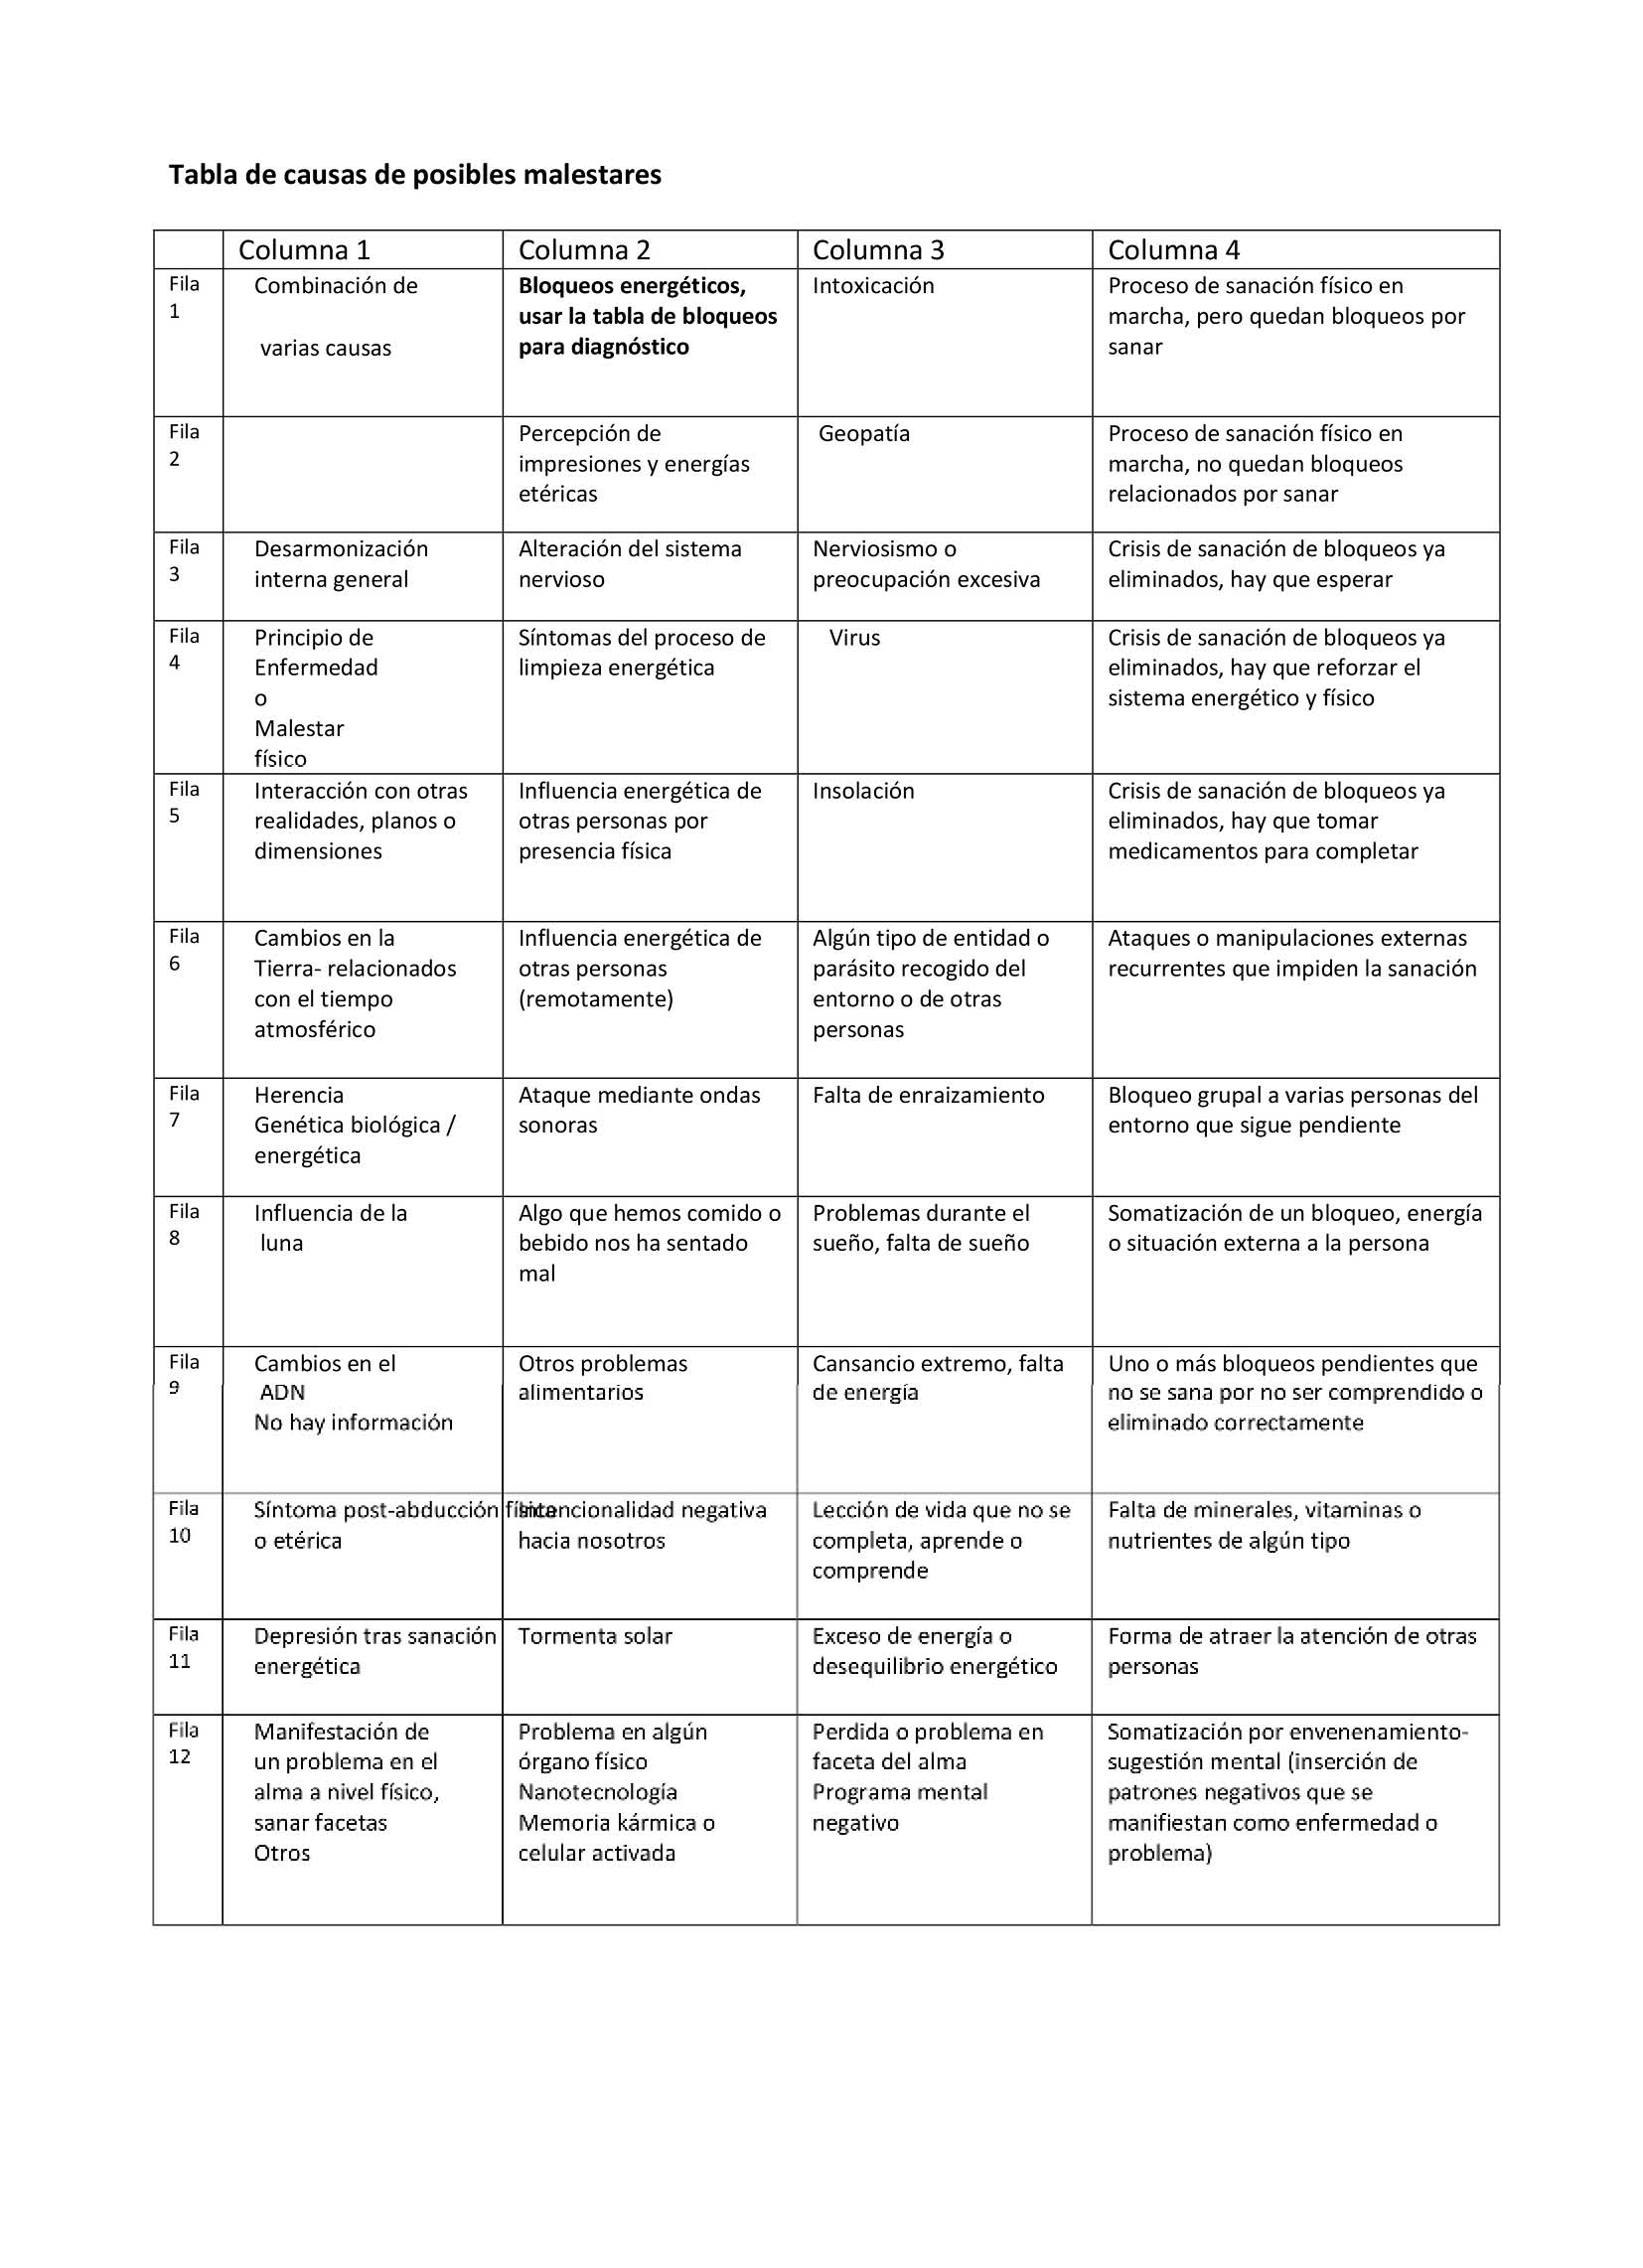 Tabla de causas de posibles malestares
Columna 1 Columna 2 Columna 3 Columna 4
Fila
1
Combinación de
varias causas
Bloqueos energéticos,
usar la tabla de bloqueos
para diagnóstico
Intoxicación
Proceso de sanación físico en
marcha, pero quedan bloqueos por
sanar
Fila
2
Percepción de
impresiones y energías
etéricas
Geopatía
Proceso de sanación físico en
marcha, no quedan bloqueos
relacionados por sanar
Fila
3
Desarmonización
interna general
Alteración del sistema
nervioso
Nerviosismo o
preocupación excesiva
Crisis de sanación de bloqueos ya
eliminados, hay que esperar
Fila
4
Principio de
Enfermedad
o
Malestar
físico
Síntomas del proceso de
limpieza energética
Virus
Crisis de sanación de bloqueos ya
eliminados, hay que reforzar el
sistema energético y físico
Fila
5
Interacción con otras
realidades, planos o
dimensiones
Influencia energética de
otras personas por
presencia física
Insolación
Crisis de sanación de bloqueos ya
eliminados, hay que tomar
medicamentos para completar
Fila
6
Cambios en la
Tierra- relacionados
con el tiempo
atmosférico
Influencia energética de
otras personas
(remotamente)
Algún tipo de entidad o
parásito recogido del
entorno o de otras
personas
Ataques o manipulaciones externas
recurrentes que impiden la sanación
Fila
7
Herencia
Genética biológica /
energética
Ataque mediante ondas
sonoras
Falta de enraizamiento
Bloqueo grupal a varias personas del
entorno que sigue pendiente
Fila
8
Influencia de la
luna
Algo que hemos comido o
bebido nos ha sentado
mal
Problemas durante el
sueño, falta de sueño
Somatización de un bloqueo, energía
o situación externa a la persona
Fila
9
Cambios en el
ADN
No hay información
Otros problemas
alimentarios
Cansancio extremo, falta
de energía
Uno o más bloqueos pendientes que
no se sana por no ser comprendido o
eliminado correctamente
Fila
10
Síntoma post-abducción física
o etérica
Intencionalidad negativa
hacia nosotros
Lección de vida que no se
completa, aprende o
comprende
Falta de minerales, vitaminas o
nutrientes de algún tipo
Fila
11
Depresión tras sanación
energética
Tormenta solar
Exceso de energía o
desequilibrio energético
Forma de atraer la atención de otras
personas
Fila
12
Manifestación de
un problema en el
alma a nivel físico,
sanar facetas
Otros
Problema en algún
órgano físico
Nanotecnología
Memoria kármica o
celular activada
Perdida o problema en
faceta del alma
Programa mental
negativo
Somatización por envenenamiento-
sugestión mental (inserción de
patrones negativos que se
manifiestan como enfermedad o
problema)